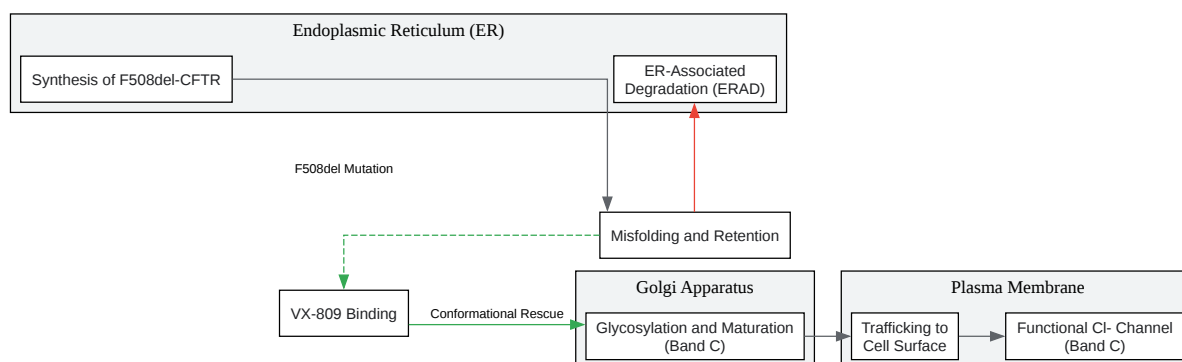 Endoplasmic Reticulum (ER)
Synthesis of F508del-CFTR
ER-Associated
Degradation (ERAD)
F508del Mutation
Misfolding and Retention
VX-809 Binding
Conformational Rescue
Golgi Apparatus
Glycosylation and Maturation
(Band C)
Plasma Membrane
Trafficking to
Cell Surface
Functional Cl- Channel
(Band C)